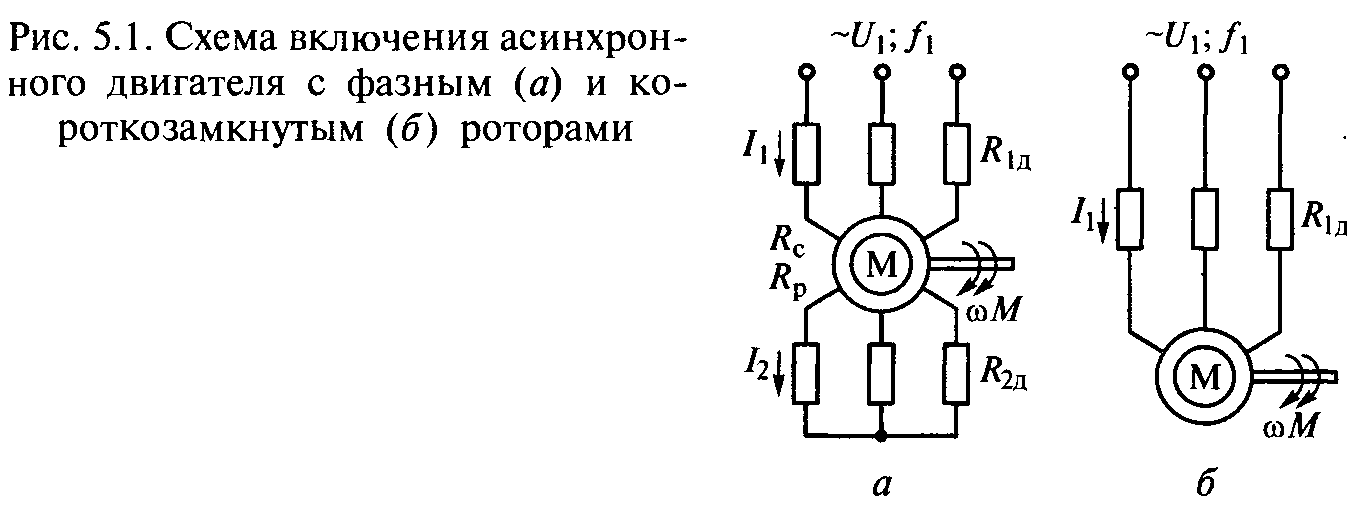 Рис. 5.1. Схема включения асинхрон-
ного двигателя с фазным (а) и ко-
роткозамкнутым (б) роторами
~U₁; f₁
I₁
R₁д
Rс
M
Rр
ωM
I₂
R₂д
а
~U₁; f₁
I₁
R₁д
M
ωM
б